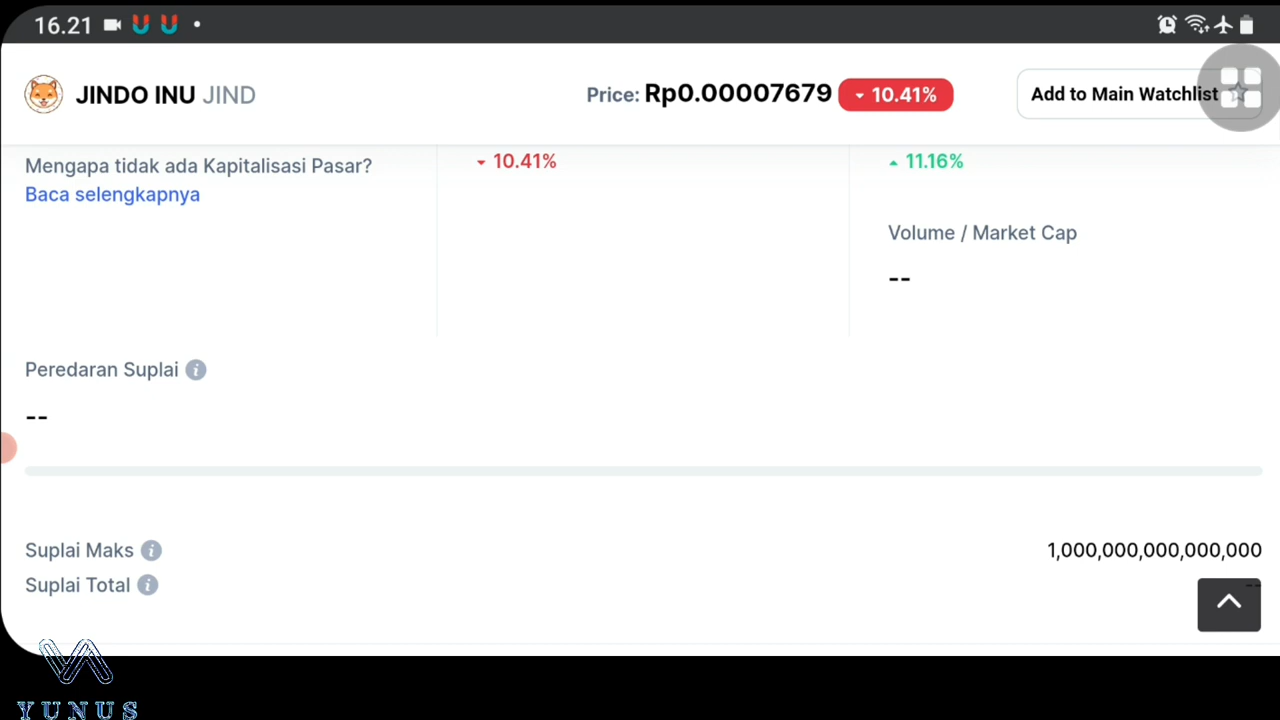 16.21
JINDO INU JIND
Price: Rp0.00007679 10.41%
Add to Main Watchlist
Mengapa tidak ada Kapitalisasi Pasar?
Baca selengkapnya
10.41%
11.16%
Volume / Market Cap
--
Peredaran Suplai
--
Suplai Maks 1,000,000,000,000,000
Suplai Total --
YUNUS